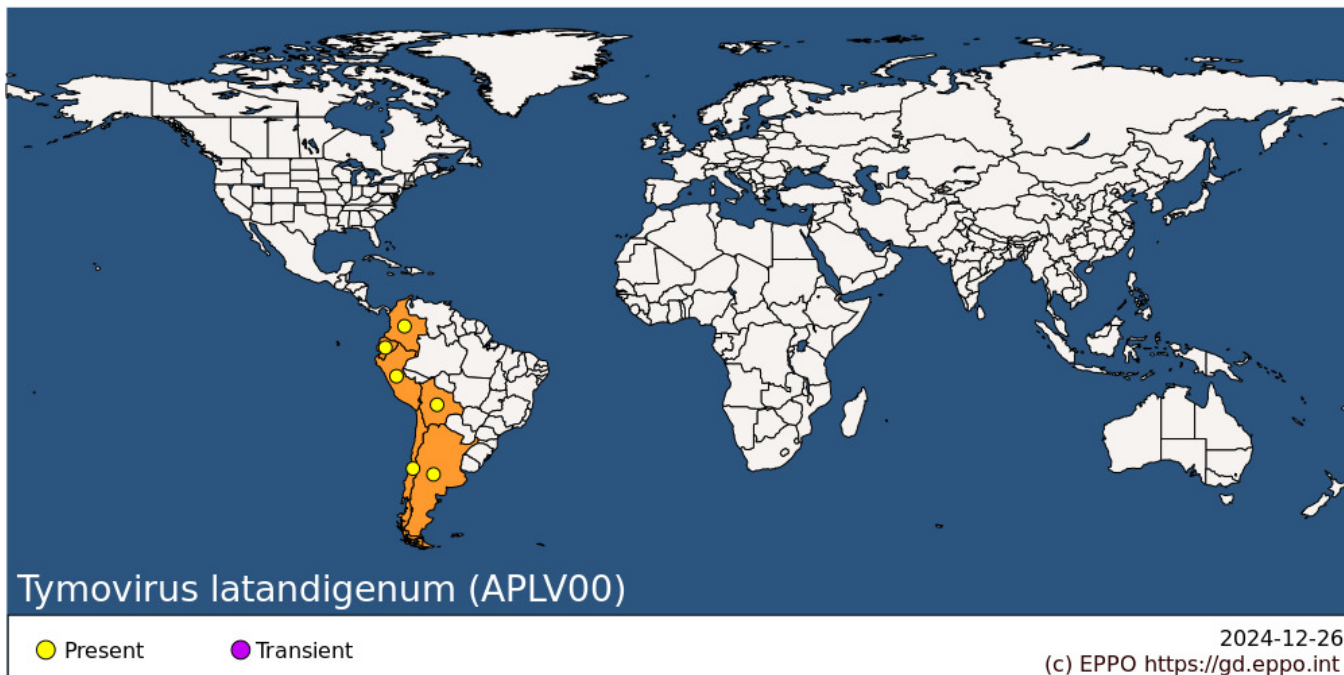 Tymovirus latandigenum (APLV00)
Present
Transient
2024-12-26
(c) EPPO https://gd.eppo.int